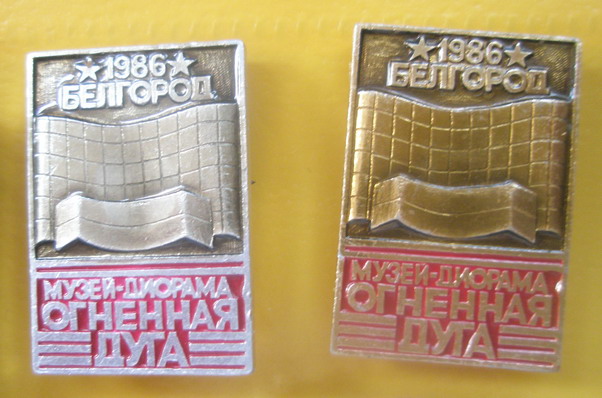 ★1986★
БЕЛГОРОД
МУЗЕЙ-ДИОРАМА
ОГНЕННАЯ
ДУГА
★1986★
БЕЛГОРОД
МУЗЕЙ-ДИОРАМА
ОГНЕННАЯ
ДУГА